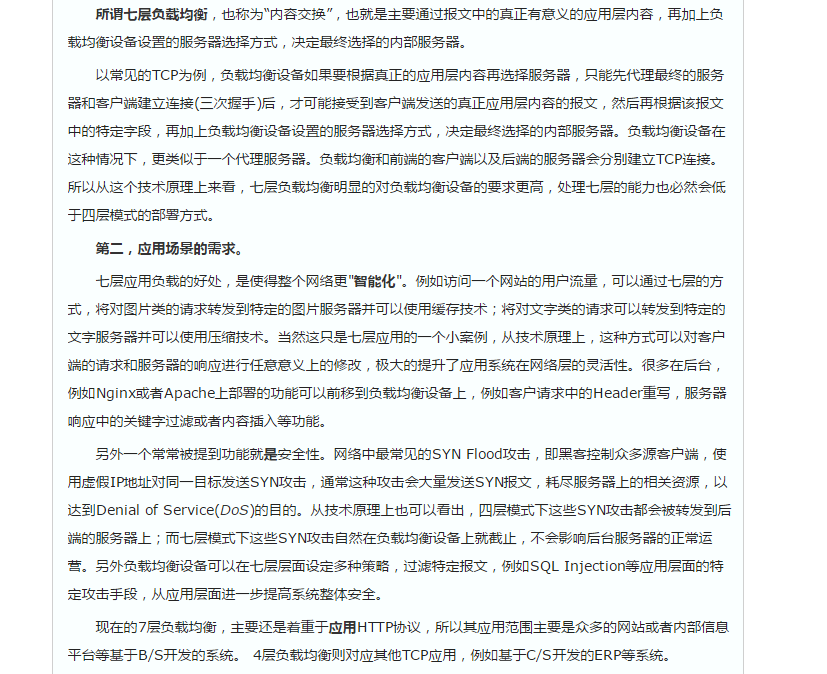 所谓七层负载均衡，也称为“内容交换”，也就是主要通过报文中的真正有意义的应用层内容，再加上负
载均衡设备设置的服务器选择方式，决定最终选择的内部服务器。
以常见的TCP为例，负载均衡设备如果要根据真正的应用层内容再选择服务器，只能先代理最终的服务
器和客户端建立连接(三次握手)后，才可能接受到客户端发送的真正应用层内容的报文，然后再根据该报文
中的特定字段，再加上负载均衡设备设置的服务器选择方式，决定最终选择的内部服务器。负载均衡设备在
这种情况下，更类似于一个代理服务器。负载均衡和前端的客户端以及后端的服务器会分别建立TCP连接。
所以从这个技术原理上来看，七层负载均衡明显的对负载均衡设备的要求更高，处理七层的能力也必然会低
于四层模式的部署方式。
第二，应用场景的需求。
七层应用负载的好处，是使得整个网络更"智能化"。例如访问一个网站的用户流量，可以通过七层的方
式，将对图片类的请求转发到特定的图片服务器并可以使用缓存技术；将对文字类的请求可以转发到特定的
文字服务器并可以使用压缩技术。当然这只是七层应用的一个小案例，从技术原理上，这种方式可以对客户
端的请求和服务器的响应进行任意意义上的修改，极大的提升了应用系统在网络层的灵活性。很多在后台，
例如Nginx或者Apache上部署的功能可以前移到负载均衡设备上，例如客户请求中的Header重写，服务器
响应中的关键字过滤或者内容插入等功能。
另外一个常常被提到功能就是安全性。网络中最常见的SYN Flood攻击，即黑客控制众多源客户端，使
用虚假IP地址对同一目标发送SYN攻击，通常这种攻击会大量发送SYN报文，耗尽服务器上的相关资源，以
达到Denial of Service(DoS)的目的。从技术原理上也可以看出，四层模式下这些SYN攻击都会被转发到后
端的服务器上；而七层模式下这些SYN攻击自然在负载均衡设备上就截止，不会影响后台服务器的正常运
营。另外负载均衡设备可以在七层层面设定多种策略，过滤特定报文，例如SQL Injection等应用层面的特
定攻击手段，从应用层面进一步提高系统整体安全。
现在的7层负载均衡，主要还是着重于应用HTTP协议，所以其应用范围主要是众多的网站或者内部信息
平台等基于B/S开发的系统。 4层负载均衡则对应其他TCP应用，例如基于C/S开发的ERP等系统。